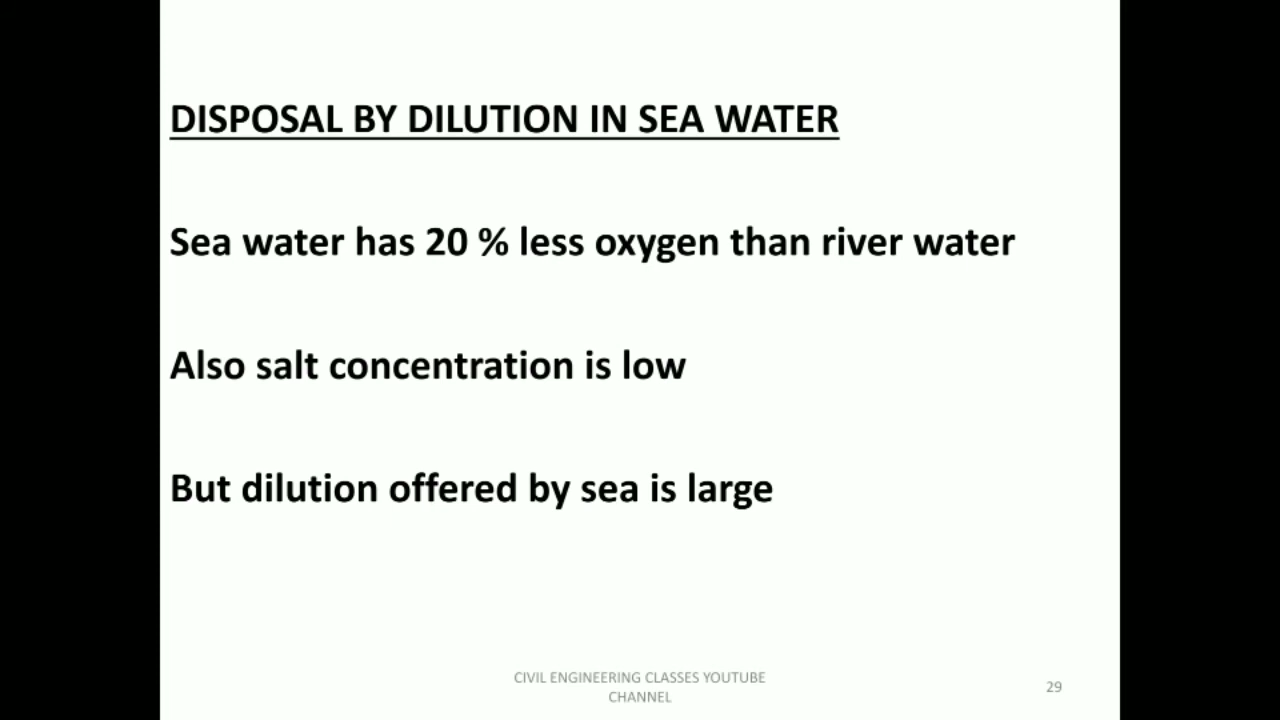 DISPOSAL BY DILUTION IN SEA WATER
Sea water has 20 % less oxygen than river water
Also salt concentration is low
But dilution offered by sea is large
CIVIL ENGINEERING CLASSES YOUTUBE
CHANNEL
29